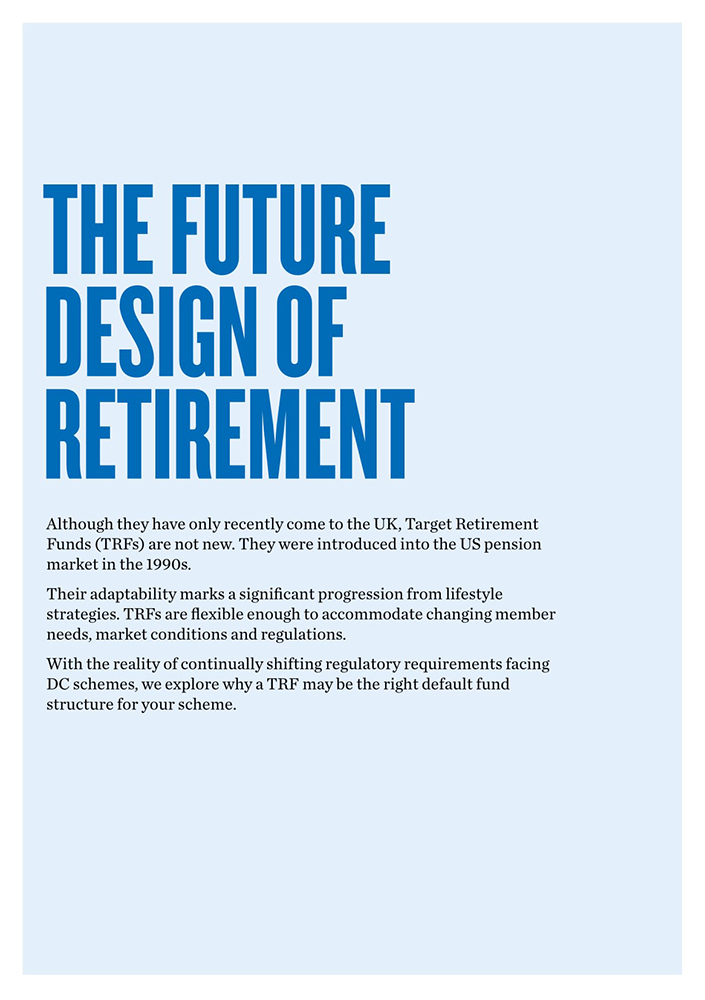 THE FUTURE
DESIGN OF
RETIREMENT
Although they have only recently come to the UK, Target Retirement
Funds (TRFs) are not new. They were introduced into the US pension
market in the 1990s.
Their adaptability marks a significant progression from lifestyle
strategies. TRFs are flexible enough to accommodate changing member
needs, market conditions and regulations.
With the reality of continually shifting regulatory requirements facing
DC schemes, we explore why a TRF may be the right default fund
structure for your scheme.